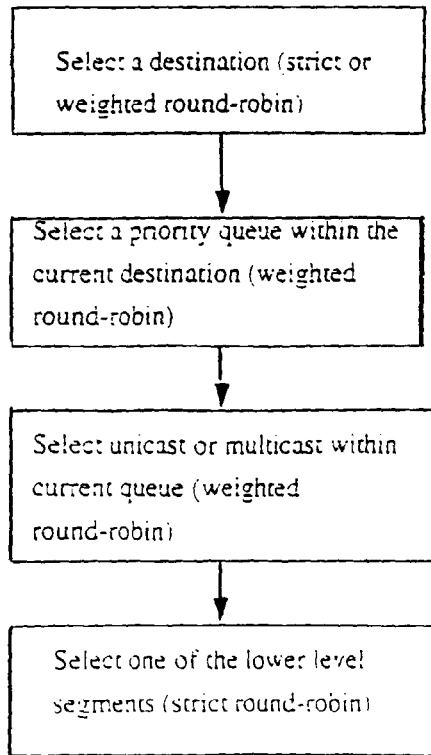 Select a destination (strict or
weighted round-robin)
Select a priority queue within the
current destination (weighted
round-robin)
Select unicast or multicast within
current queue (weighted
round-robin)
Select one of the lower level
segments (strict round-robin)